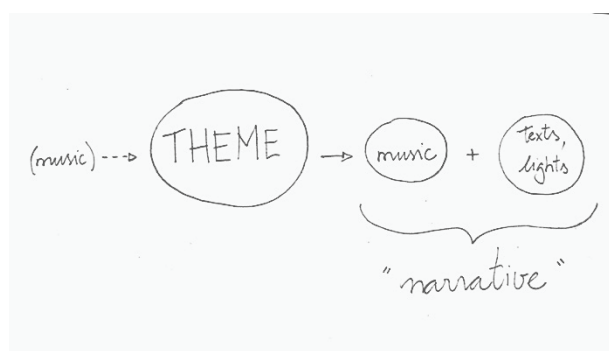 (music) ---> THEME → music + texts,
lights
"narrative"